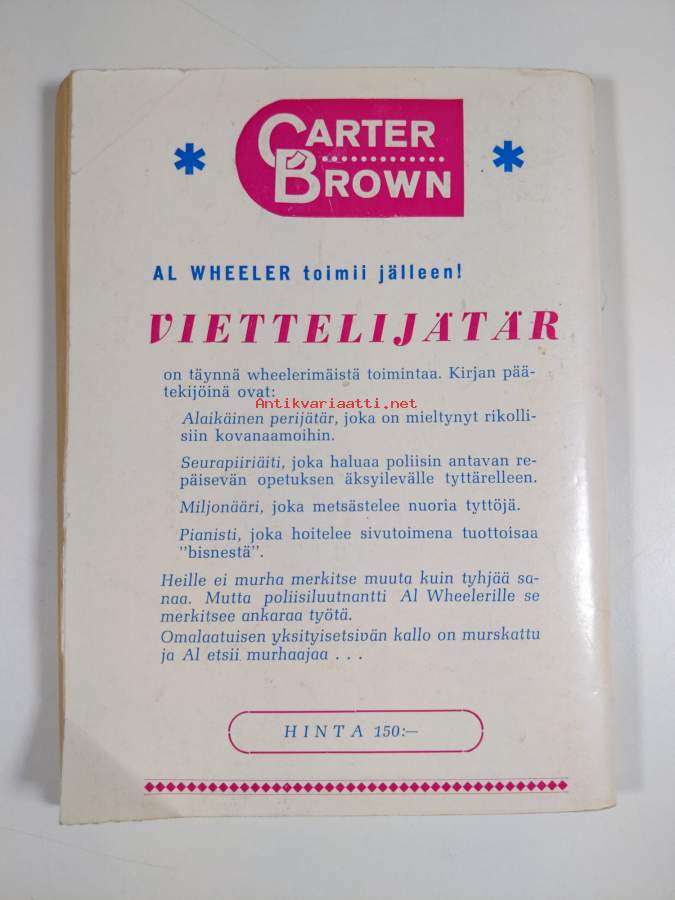 CARTER
BROWN
* *
AL WHEELER toimii jälleen!
VIETTELIJÄTÄR
on täynnä wheelerimäistä toimintaa. Kirjan pää-
tekijöinä ovat:
Antikvariaatti.net
Alaikäinen perijätär, joka on mieltynyt rikolli-
siin kovanaamoihin.
Seurapiiriäiti, joka haluaa poliisin antavan re-
päisevän opetuksen äksyilevälle tyttärelleen.
Miljonääri, joka metsästelee nuoria tyttöjä.
Pianisti, joka hoitelee sivutoimena tuottoisaa
"bisnestä".
Heille ei murha merkitse muuta kuin tyhjää sa-
naa. Mutta poliisiluutnantti Al Wheelerille se
merkitsee ankaraa työtä.
Omalaatuisen yksityisetsivän kallo on murskattu
ja Al etsii murhaajaa . . .
HINTA 150:—